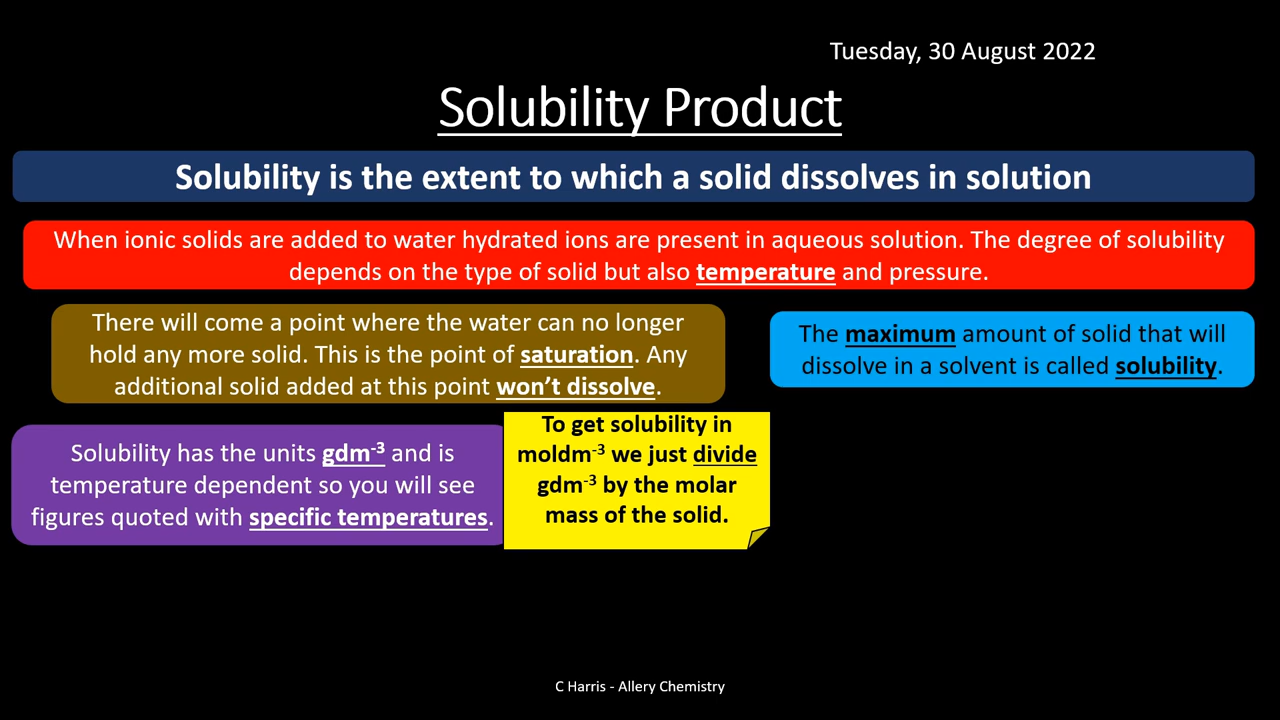 Tuesday, 30 August 2022
Solubility Product
Solubility is the extent to which a solid dissolves in solution
When ionic solids are added to water hydrated ions are present in aqueous solution. The degree of solubility
depends on the type of solid but also temperature and pressure.
There will come a point where the water can no longer
hold any more solid. This is the point of saturation. Any
additional solid added at this point won’t dissolve.
The maximum amount of solid that will
dissolve in a solvent is called solubility.
Solubility has the units gdm⁻³ and is
temperature dependent so you will see
figures quoted with specific temperatures.
To get solubility in
moldm⁻³ we just divide
gdm⁻³ by the molar
mass of the solid.
C Harris - Allery Chemistry